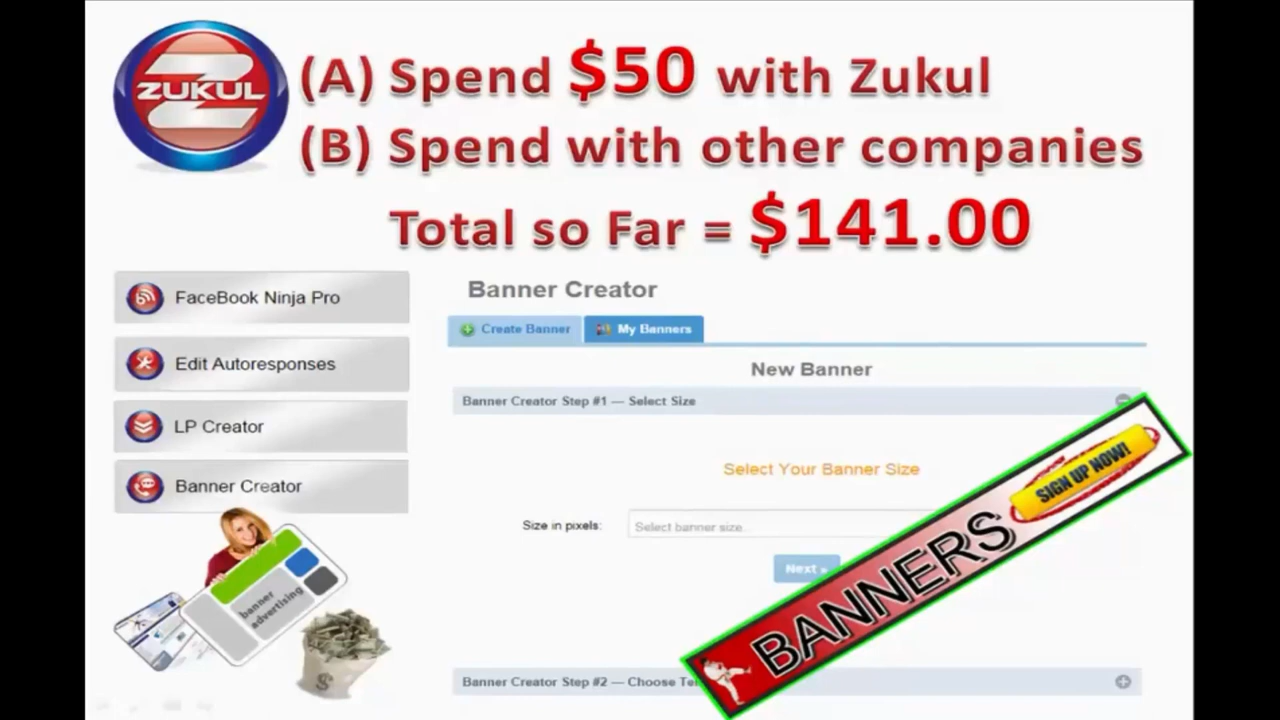 ZUKUL
(A) Spend $50 with Zukul
(B) Spend with other companies
Total so Far = $141.00
FaceBook Ninja Pro
Edit Autoresponses
LP Creator
Banner Creator
banner
advertising
$
Banner Creator
Create Banner
My Banners
New Banner
Banner Creator Step #1 — Select Size
Select Your Banner Size
Size in pixels:
Select banner size..
Next »
BANNERS
SIGN UP NOW!
Banner Creator Step #2 — Choose